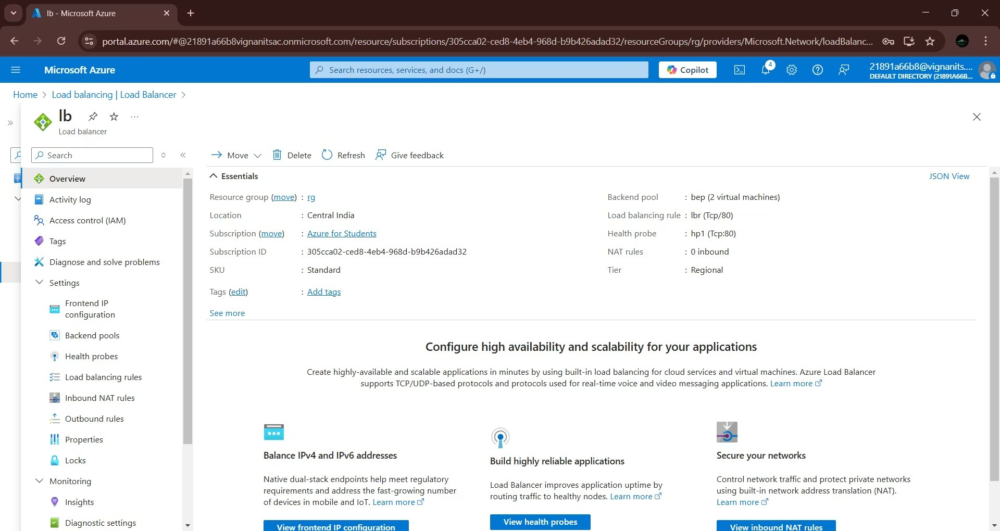 lb - Microsoft Azure
portal.azure.com/#@21891a66b8vignanitsac.onmicrosoft.com/resource/subscriptions/305cca02-ced8-4eb4-968d-b9b426adad32/resourceGroups/rg/providers/Microsoft.Network/loadBalanc...
Microsoft Azure
Search resources, services, and docs (G+/)
Copilot
4
21891a66b8@vignanits....
DEFAULT DIRECTORY (21891A66B...
Home > Load balancing | Load Balancer >
lb
Load balancer
Search
Move
Delete
Refresh
Give feedback
Overview
Activity log
Access control (IAM)
Tags
Diagnose and solve problems
Settings
Frontend IP
configuration
Backend pools
Health probes
Load balancing rules
Inbound NAT rules
Outbound rules
Properties
Locks
Monitoring
Insights
Diagnostic settings
Essentials
JSON View
Resource group (move) : rg
Location : Central India
Subscription (move) : Azure for Students
Subscription ID : 305cca02-ced8-4eb4-968d-b9b426adad32
SKU : Standard
Tags (edit) : Add tags
See more
Backend pool : bep (2 virtual machines)
Load balancing rule : lbr (Tcp/80)
Health probe : hp1 (Tcp:80)
NAT rules : 0 inbound
Tier : Regional
Configure high availability and scalability for your applications
Create highly-available and scalable applications in minutes by using built-in load balancing for cloud services and virtual machines. Azure Load Balancer
supports TCP/UDP-based protocols and protocols used for real-time voice and video messaging applications. Learn more
Balance IPv4 and IPv6 addresses
Native dual-stack endpoints help meet regulatory
requirements and address the fast-growing number
of devices in mobile and IoT. Learn more
View frontend IP configuration
Build highly reliable applications
Load Balancer improves application uptime by
routing traffic to healthy nodes. Learn more
View health probes
Secure your networks
Control network traffic and protect private networks
using built-in network address translation (NAT).
Learn more
View inbound NAT rules